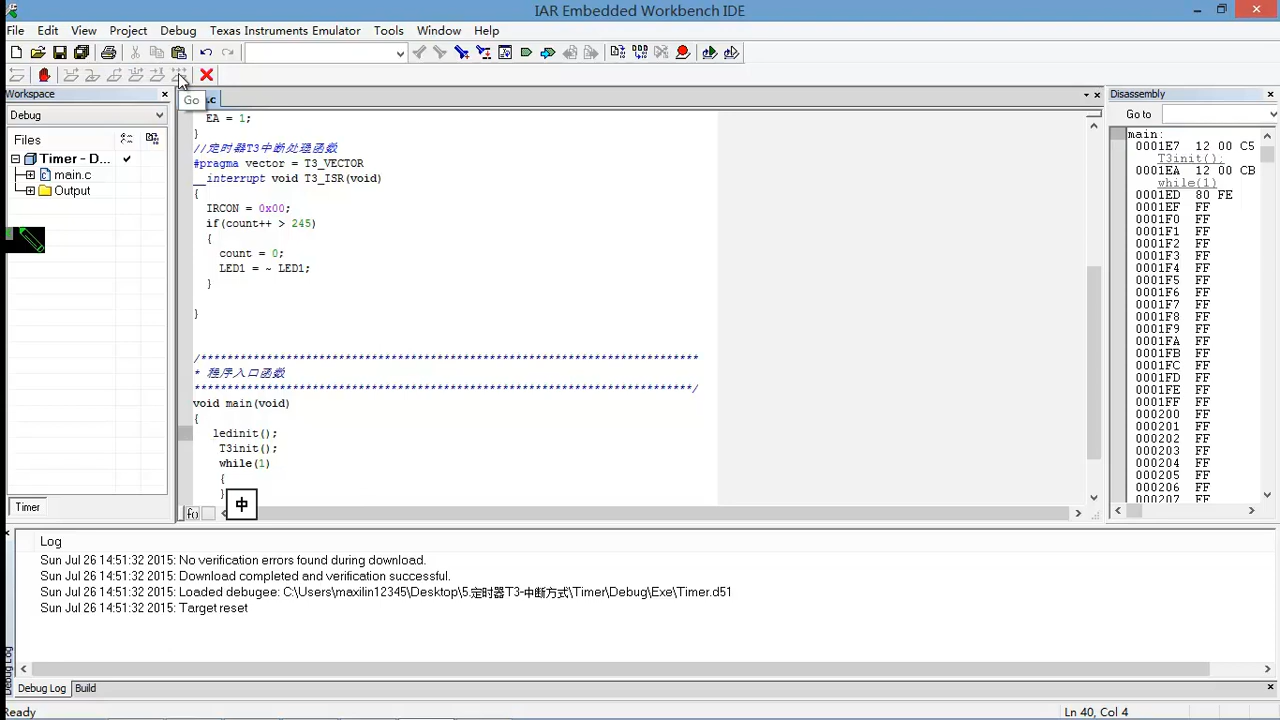 IAR Embedded Workbench IDE
File Edit View Project Debug Texas Instruments Emulator Tools Window Help
Workspace
Go
.c
Disassembly
Debug
Go to
Files
Timer - D...
main.c
Output
Timer
EA = 1;
}
//定时器T3中断处理函数
#pragma vector = T3_VECTOR
__interrupt void T3_ISR(void)
{
IRCON = 0x00;
if(count++ > 245)
{
count = 0;
LED1 = ~ LED1;
}
}
/****************************************************************************
* 程序入口函数
****************************************************************************/
void main(void)
{
ledinit();
T3init();
while(1)
{
}
中
f()
main:
0001E7 12 00 C5
T3init();
0001EA 12 00 CB
while(1)
0001ED 80 FE
0001EF FF
0001F0 FF
0001F1 FF
0001F2 FF
0001F3 FF
0001F4 FF
0001F5 FF
0001F6 FF
0001F7 FF
0001F8 FF
0001F9 FF
0001FA FF
0001FB FF
0001FC FF
0001FD FF
0001FE FF
0001FF FF
000200 FF
000201 FF
000202 FF
000203 FF
000204 FF
000205 FF
000206 FF
000207 FF
Log
Sun Jul 26 14:51:32 2015: No verification errors found during download.
Sun Jul 26 14:51:32 2015: Download completed and verification successful.
Sun Jul 26 14:51:32 2015: Loaded debugee: C:\Users\maxilin12345\Desktop\5.定时器T3-中断方式\Timer\Debug\Exe\Timer.d51
Sun Jul 26 14:51:32 2015: Target reset
Debug Log
Debug Log Build
Ready
Ln 40, Col 4